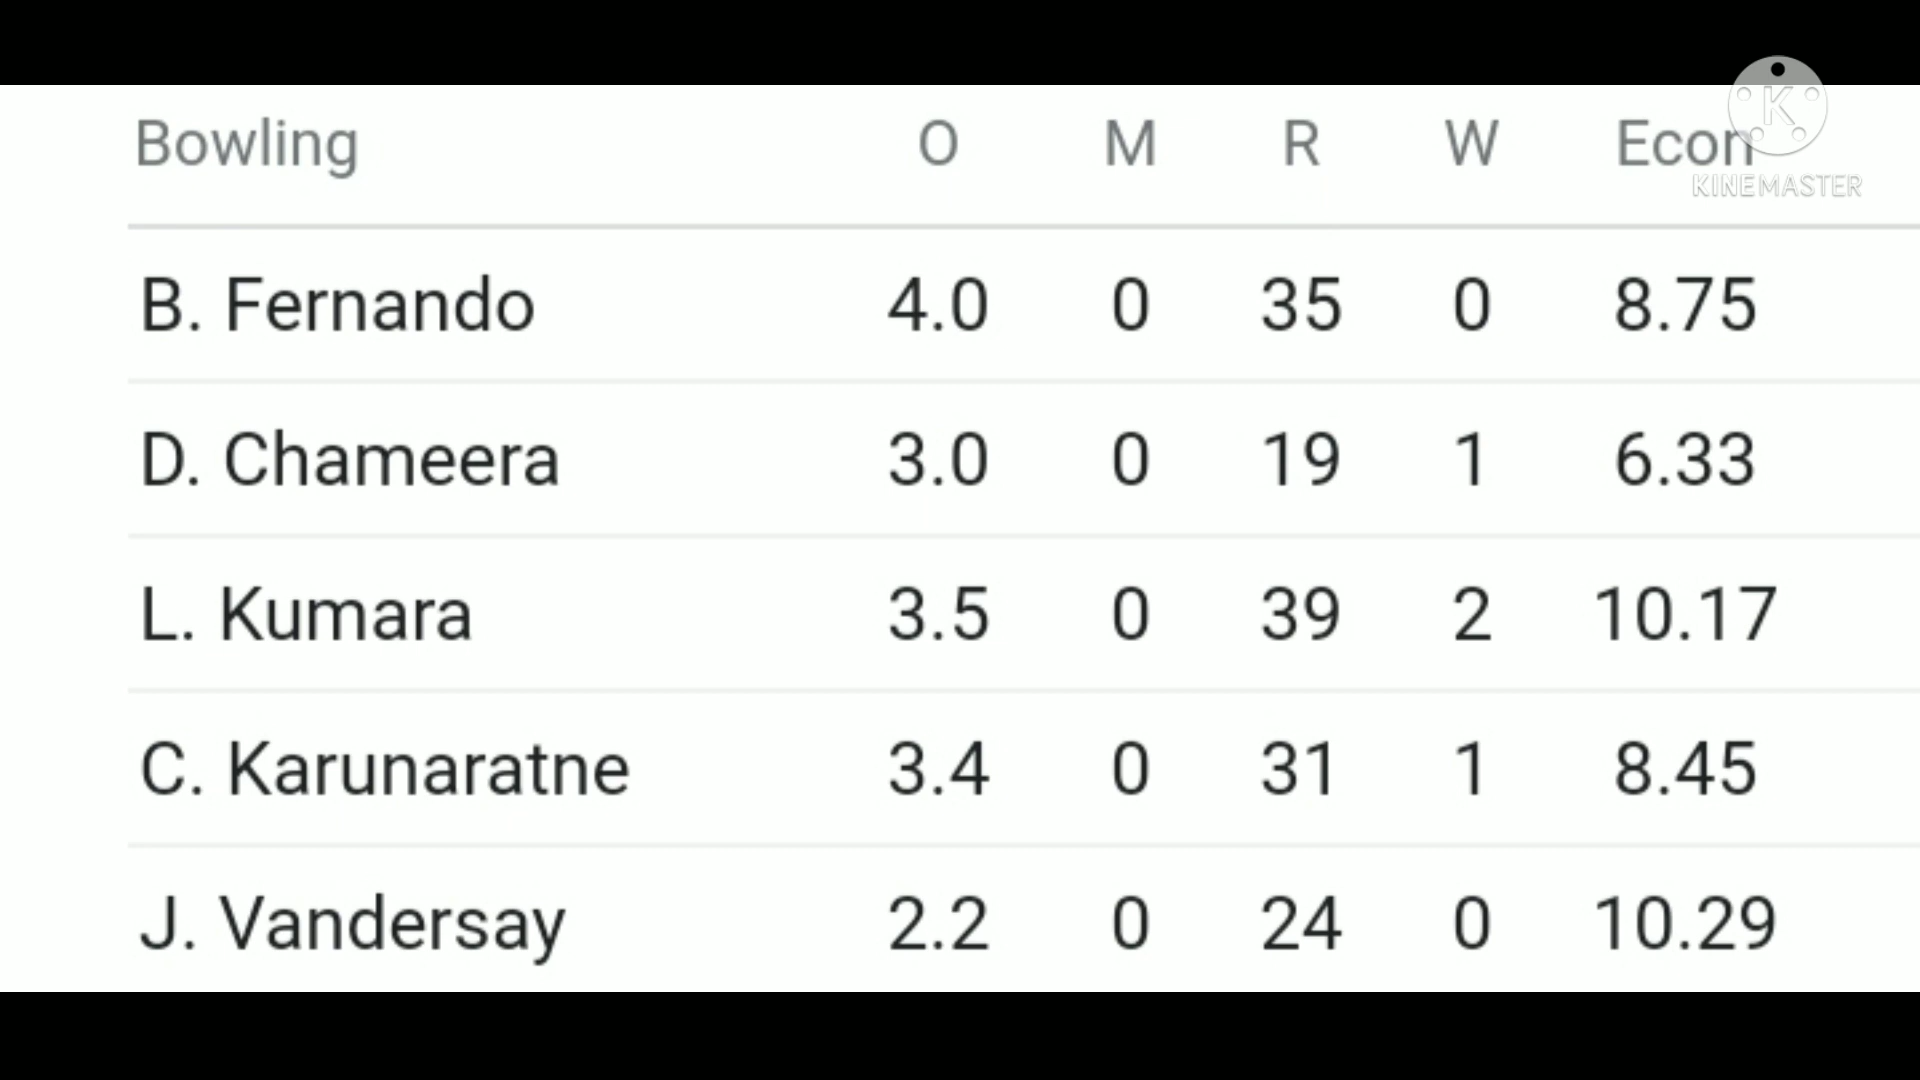 Bowling O M R W Econ
K
KINEMASTER
B. Fernando 4.0 0 35 0 8.75
D. Chameera 3.0 0 19 1 6.33
L. Kumara 3.5 0 39 2 10.17
C. Karunaratne 3.4 0 31 1 8.45
J. Vandersay 2.2 0 24 0 10.29